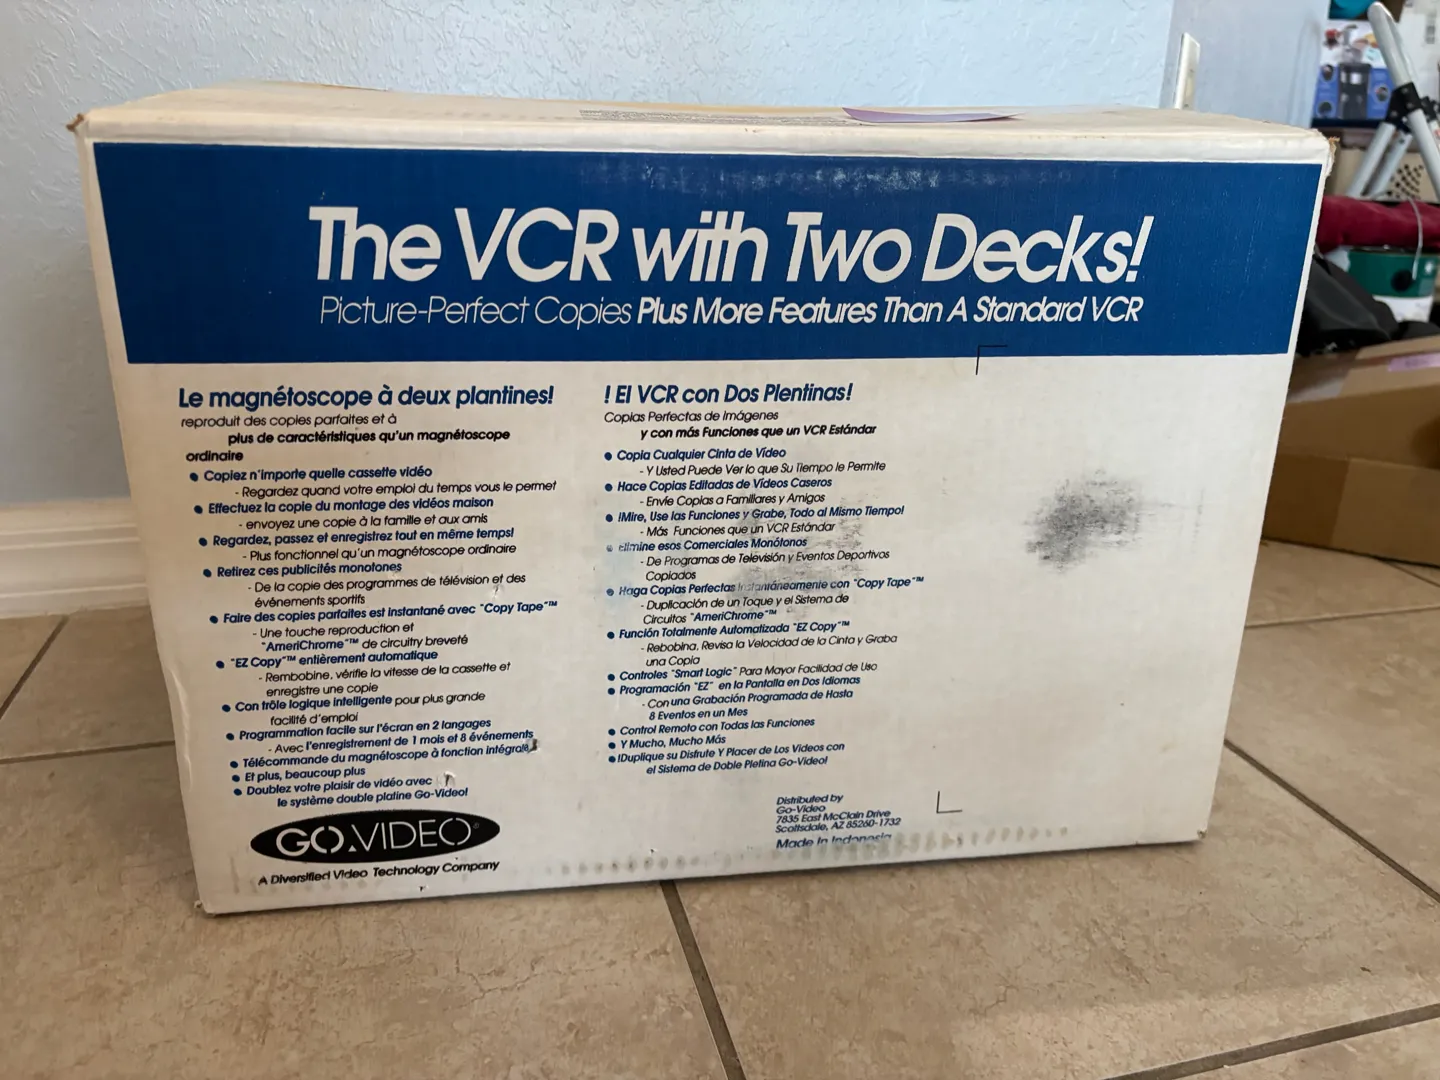 The VCR with Two Decks!
Picture-Perfect Copies Plus More Features Than A Standard VCR
Le magnétoscope à deux plantines!
reproduit des copies parfaites et à
plus de caractéristiques qu'un magnétoscope
ordinaire
• Copiez n'importe quelle cassette vidéo
- Regardez quand votre emploi du temps vous le permet
• Effectuez la copie du montage des vidéos maison
- envoyez une copie à la famille et aux amis
• Regardez, passez et enregistrez tout en même temps!
- Plus fonctionnel qu'un magnétoscope ordinaire
• Retirez ces publicités monotones
- De la copie des programmes de télévision et des
événements sportifs
• Faire des copies parfaites est instantané avec "Copy Tape"™
- Une touche reproduction et
"AmeriChrome"™ de circuitry breveté
• "EZ Copy"™ entièrement automatique
- Rembobine, vérifie la vitesse de la cassette et
enregistre une copie
• Con trôle logique intelligente pour plus grande
facilité d'emploi
• Programmation facile sur l'écran en 2 langages
- Avec l'enregistrement de 1 mois et 8 événements
• Télécommande du magnétoscope à fonction intégrale
• Et plus, beaucoup plus
• Doublez votre plaisir de vidéo avec
le système double platine Go-Video!
GO.VIDEO®
A Diversified Video Technology Company
! El VCR con Dos Plentinas!
Copias Perfectas de Imágenes
y con más Funciones que un VCR Estándar
• Copia Cualquier Cinta de Vídeo
- Y Usted Puede Ver lo que Su Tiempo le Permite
• Hace Copias Editadas de Vídeos Caseros
- Envíe Copias a Familiares y Amigos
• !Mire, Use las Funciones y Grabe, Todo al Mismo Tiempo!
- Más Funciones que un VCR Estándar
• Elimine esos Comerciales Monótonos
- De Programas de Televisión y Eventos Deportivos
Copiados
• Haga Copias Perfectas Instantáneamente con "Copy Tape"™
- Duplicación de un Toque y el Sistema de
Circuitos "AmeriChrome"™
• Función Totalmente Automatizada "EZ Copy"™
- Rebobina, Revisa la Velocidad de la Cinta y Graba
una Copia
• Controles "Smart Logic" Para Mayor Facilidad de Uso
• Programación "EZ" en la Pantalla en Dos Idiomas
- Con una Grabación Programada de Hasta
8 Eventos en un Mes
• Control Remoto con Todas las Funciones
• Y Mucho, Mucho Más
• !Duplique su Disfrute Y Placer de Los Videos con
el Sistema de Doble Pletina Go-Video!
Distributed by
Go-Video
7835 East McClain Drive
Scottsdale, AZ 85260-1732
Made In Indonesia